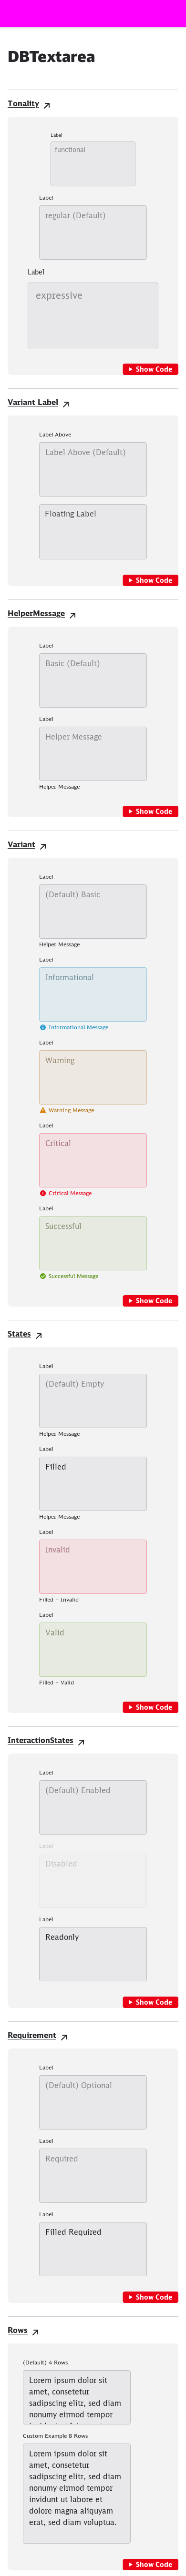 DBTextarea
Tonality
Label
functional
Label
regular (Default)
Label
expressive
Show Code
Variant Label
Label Above
Label Above (Default)
Floating Label
Show Code
HelperMessage
Label
Basic (Default)
Label
Helper Message
Helper Message
Show Code
Variant
Label
(Default) Basic
Helper Message
Label
Informational
Informational Message
Label
Warning
Warning Message
Label
Critical
Critical Message
Label
Successful
Successful Message
Show Code
States
Label
(Default) Empty
Helper Message
Label
Filled
Helper Message
Label
Invalid
Filled - Invalid
Label
Valid
Filled - Valid
Show Code
InteractionStates
Label
(Default) Enabled
Label
Disabled
Label
Readonly
Show Code
Requirement
Label
(Default) Optional
Label
Required
Label
Filled Required
Show Code
Rows
(Default) 4 Rows
Lorem ipsum dolor sit
amet, consetetur
sadipscing elitr, sed diam
nonumy eirmod tempor
Custom Example 8 Rows
Lorem ipsum dolor sit
amet, consetetur
sadipscing elitr, sed diam
nonumy eirmod tempor
invidunt ut labore et
dolore magna aliquyam
erat, sed diam voluptua.
Show Code